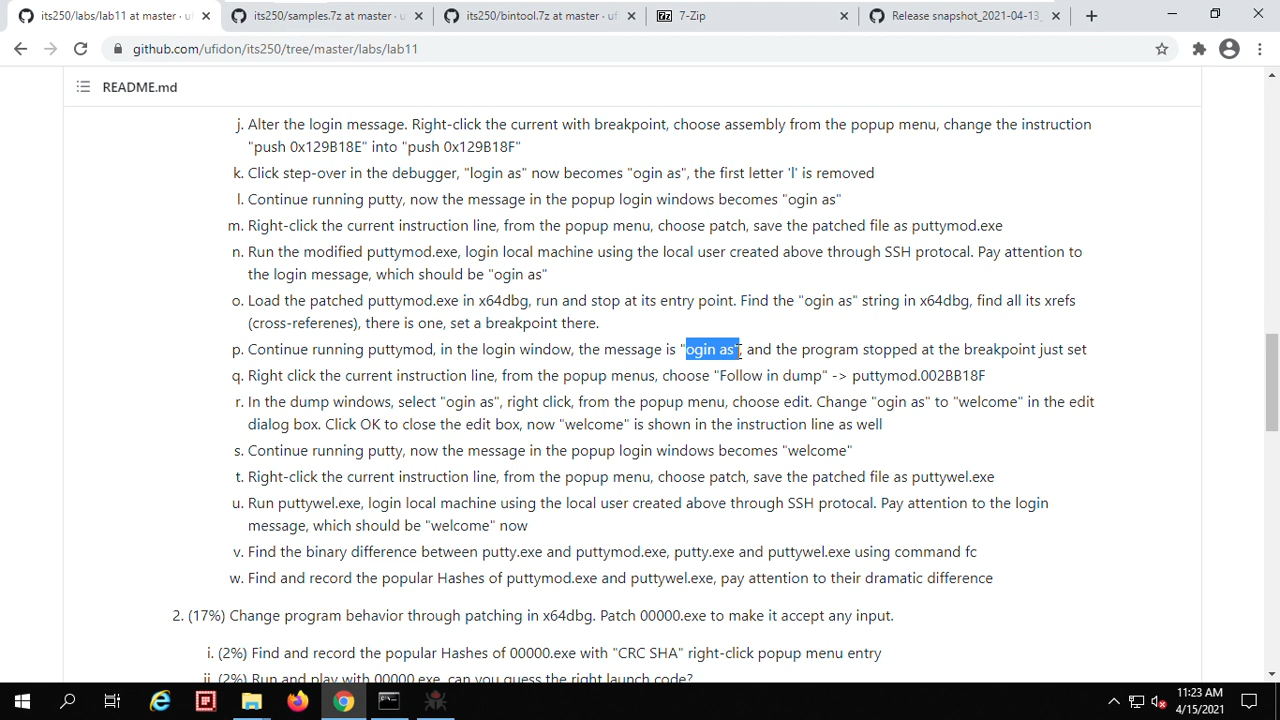 its250/labs/lab11 at master · u
its250/samples.7z at master · u
its250/bintool.7z at master · uf
7z
7-Zip
Release snapshot_2021-04-13_
github.com/ufidon/its250/tree/master/labs/lab11
README.md
j. Alter the login message. Right-click the current with breakpoint, choose assembly from the popup menu, change the instruction
"push 0x129B18E" into "push 0x129B18F"
k. Click step-over in the debugger, "login as" now becomes "ogin as", the first letter 'l' is removed
l. Continue running putty, now the message in the popup login windows becomes "ogin as"
m. Right-click the current instruction line, from the popup menu, choose patch, save the patched file as puttymod.exe
n. Run the modified puttymod.exe, login local machine using the local user created above through SSH protocal. Pay attention to
the login message, which should be "ogin as"
o. Load the patched puttymod.exe in x64dbg, run and stop at its entry point. Find the "ogin as" string in x64dbg, find all its xrefs
(cross-referenes), there is one, set a breakpoint there.
p. Continue running puttymod, in the login window, the message is "ogin as", and the program stopped at the breakpoint just set
q. Right click the current instruction line, from the popup menus, choose "Follow in dump" -> puttymod.002BB18F
r. In the dump windows, select "ogin as", right click, from the popup menu, choose edit. Change "ogin as" to "welcome" in the edit
dialog box. Click OK to close the edit box, now "welcome" is shown in the instruction line as well
s. Continue running putty, now the message in the popup login windows becomes "welcome"
t. Right-click the current instruction line, from the popup menu, choose patch, save the patched file as puttywel.exe
u. Run puttywel.exe, login local machine using the local user created above through SSH protocal. Pay attention to the login
message, which should be "welcome" now
v. Find the binary difference between putty.exe and puttymod.exe, putty.exe and puttywel.exe using command fc
w. Find and record the popular Hashes of puttymod.exe and puttywel.exe, pay attention to their dramatic difference
2. (17%) Change program behavior through patching in x64dbg. Patch 00000.exe to make it accept any input.
i. (2%) Find and record the popular Hashes of 00000.exe with "CRC SHA" right-click popup menu entry
ii. (2%) Run and play with 00000.exe, can you guess the right launch code?
11:23 AM
4/15/2021